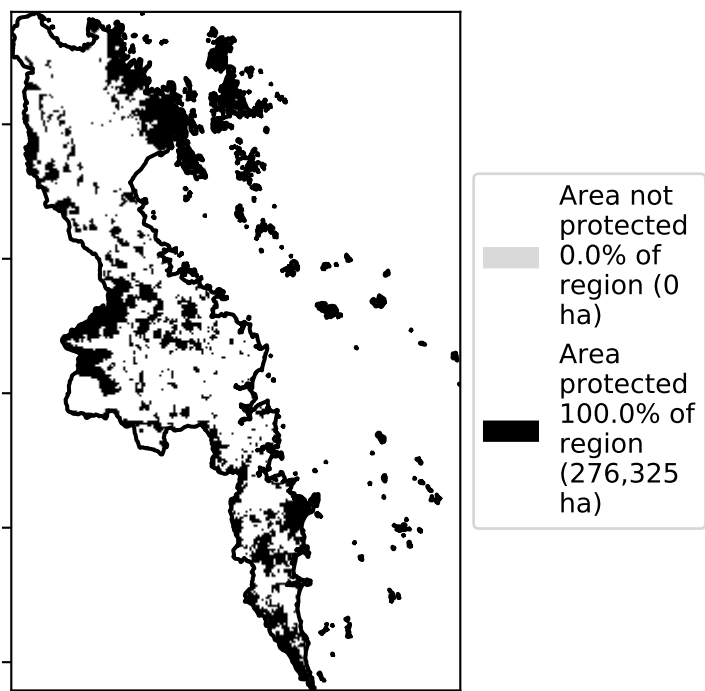 Area not
protected
0.0% of
region (0
ha)
Area
protected
100.0% of
region
(276,325
ha)